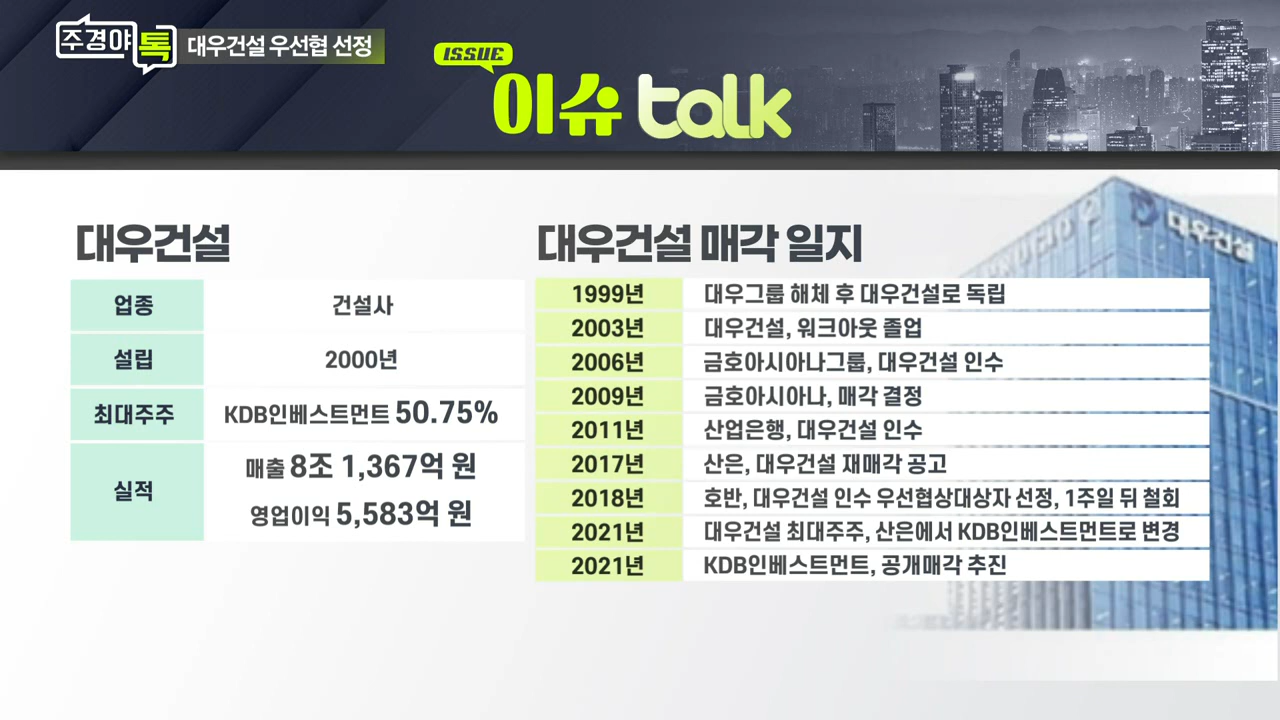 주경야톡 대우건설 우선협 선정
ISSUE
이슈 talk
대우건설
대우건설
업종 건설사
설립 2000년
최대주주 KDB인베스트먼트 50.75%
실적 매출 8조 1,367억 원
영업이익 5,583억 원
대우건설 매각 일지
1999년 대우그룹 해체 후 대우건설로 독립
2003년 대우건설, 워크아웃 졸업
2006년 금호아시아나그룹, 대우건설 인수
2009년 금호아시아나, 매각 결정
2011년 산업은행, 대우건설 인수
2017년 산은, 대우건설 재매각 공고
2018년 호반, 대우건설 인수 우선협상대상자 선정, 1주일 뒤 철회
2021년 대우건설 최대주주, 산은에서 KDB인베스트먼트로 변경
2021년 KDB인베스트먼트, 공개매각 추진